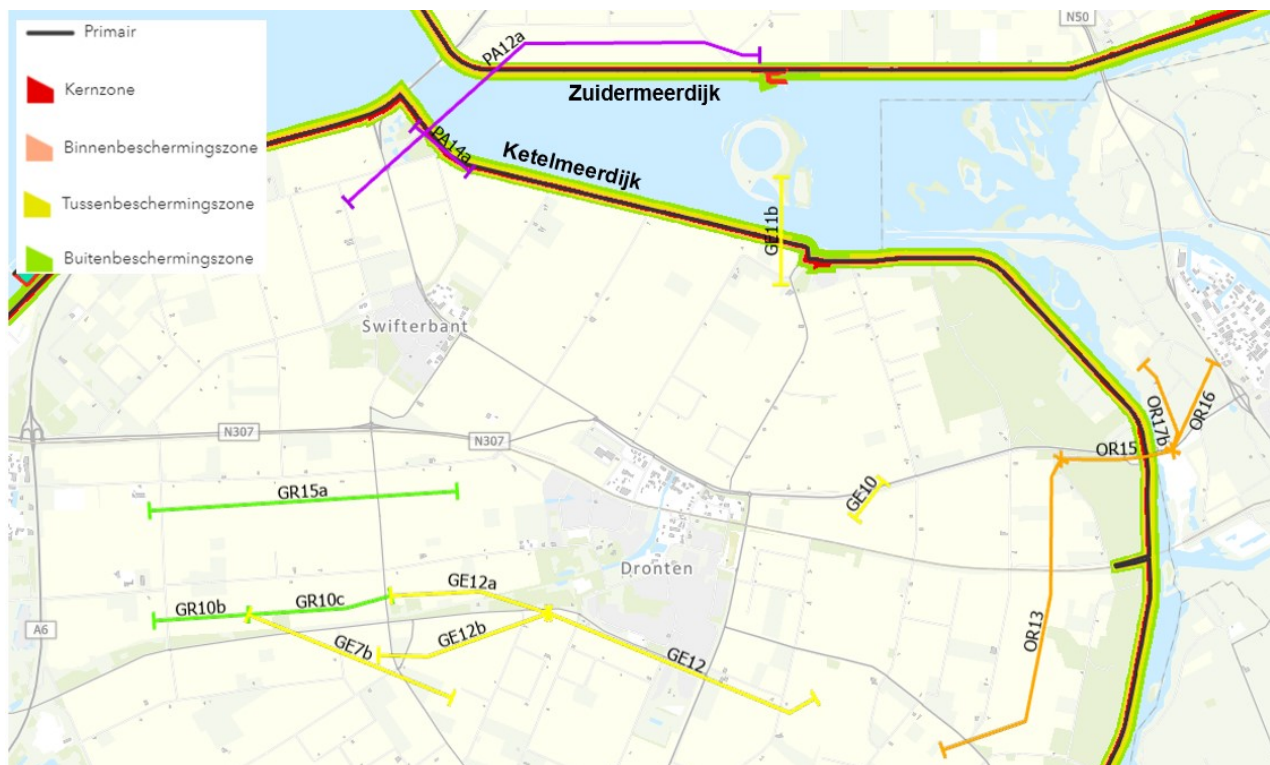 Primair
Kernzone
Binnenbeschermingszone
Tussenbeschermingszone
Buitenbeschermingszone
N50
PA12a
Zuidermeerdijk
PA14a
Ketelmeerdijk
GE11b
Swifterbant
OR17b
OR16
N307
N307
OR15
GR15a
GE10
Dronten
GE12a
GR10b
GR10c
A6
GE7b
GE12b
GE12
OR13